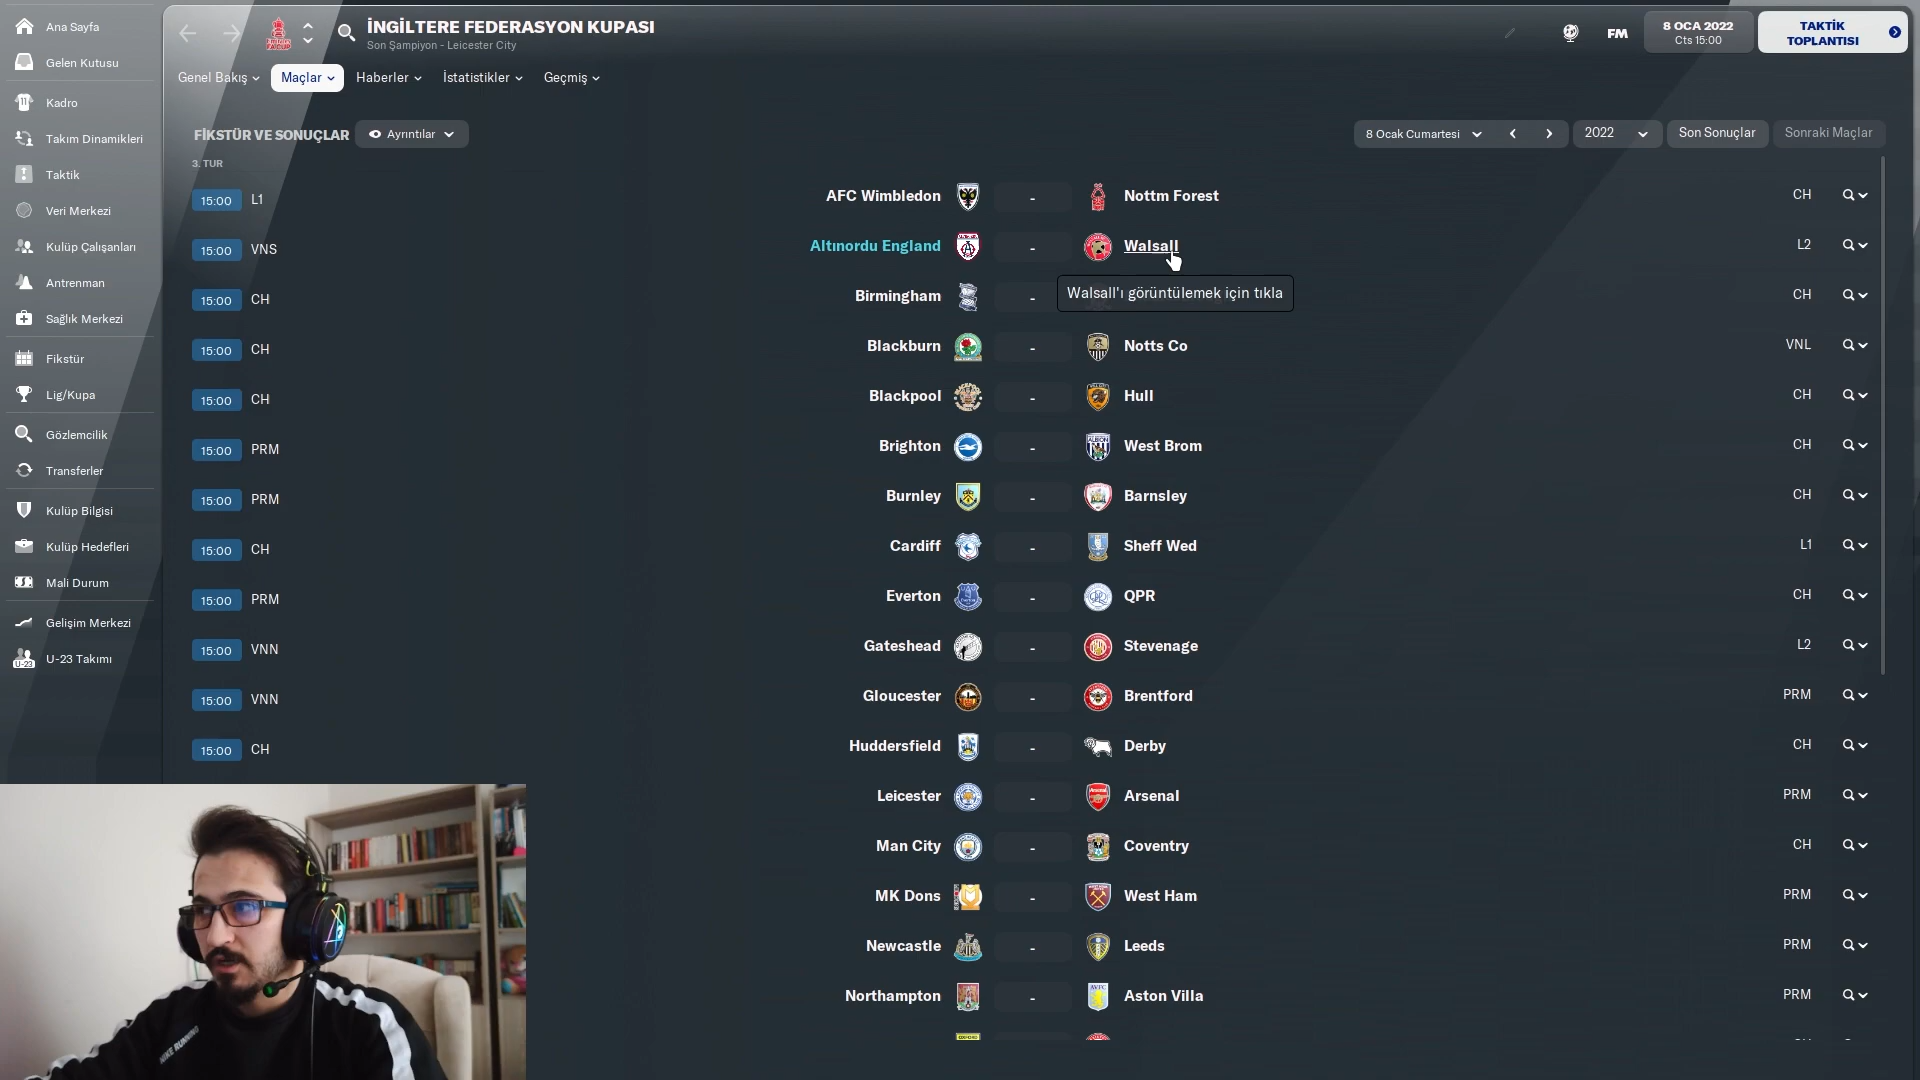 Ana Sayfa
Gelen Kutusu
Kadro
Takım Dinamikleri
Taktik
Veri Merkezi
Kulüp Çalışanları
Antrenman
Sağlık Merkezi
Fikstür
Lig/Kupa
Gözlemcilik
Transferler
Kulüp Bilgisi
Kulüp Hedefleri
Mali Durum
Gelişim Merkezi
U-23 Takımı
İNGİLTERE FEDERASYON KUPASI
Son Şampiyon - Leicester City
FM
8 OCA 2022
Cts 15:00
TAKTİK TOPLANTISI
Genel Bakış
Maçlar
Haberler
İstatistikler
Geçmiş
FİKSTÜR VE SONUÇLAR
Ayrıntılar
8 Ocak Cumartesi
2022
Son Sonuçlar
Sonraki Maçlar
3. TUR
15:00 L1 AFC Wimbledon - Nottm Forest CH
15:00 VNS Altınordu England - Walsall L2
Walsall'ı görüntülemek için tıkla
15:00 CH Birmingham - CH
15:00 CH Blackburn - Notts Co VNL
15:00 CH Blackpool - Hull CH
15:00 PRM Brighton - West Brom CH
15:00 PRM Burnley - Barnsley CH
15:00 CH Cardiff - Sheff Wed L1
15:00 PRM Everton - QPR CH
15:00 VNN Gateshead - Stevenage L2
15:00 VNN Gloucester - Brentford PRM
15:00 CH Huddersfield - Derby CH
Leicester - Arsenal PRM
Man City - Coventry CH
MK Dons - West Ham PRM
Newcastle - Leeds PRM
Northampton - Aston Villa PRM
NIKE RUNNING